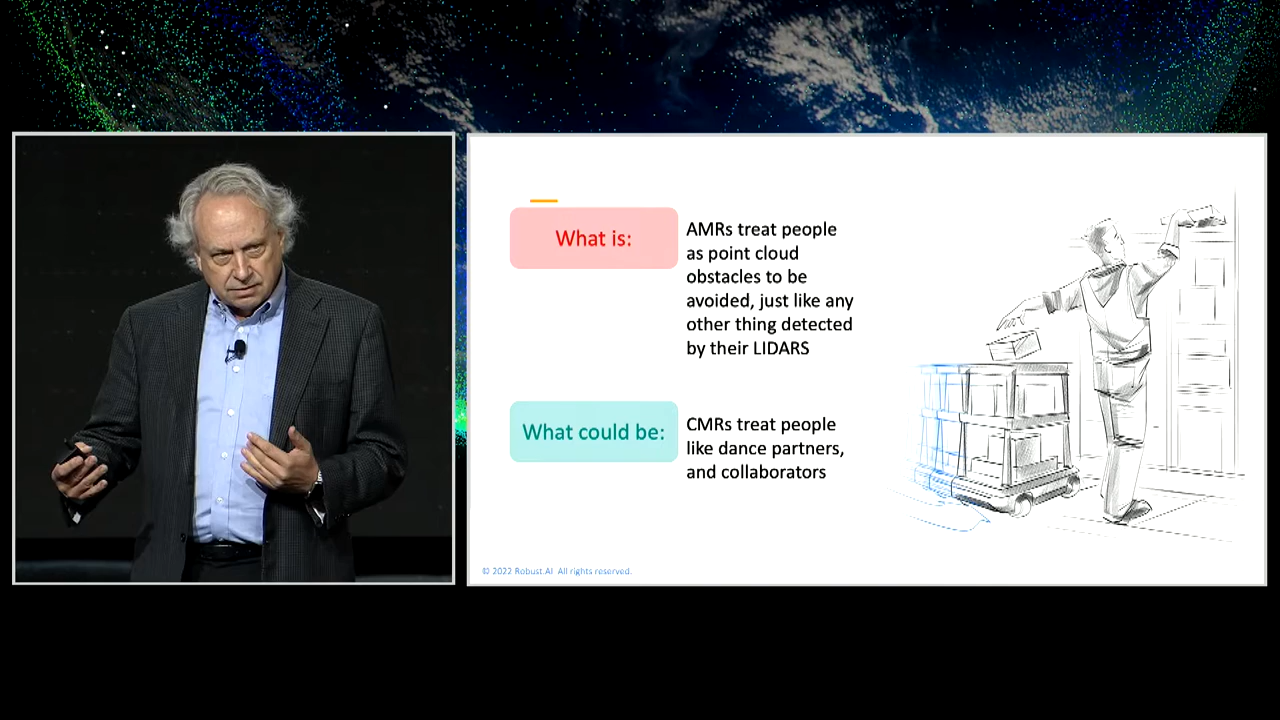 What is:
AMRs treat people
as point cloud
obstacles to be
avoided, just like any
other thing detected
by their LIDARS
What could be:
CMRs treat people
like dance partners,
and collaborators
© 2022 Robust.AI All rights reserved.